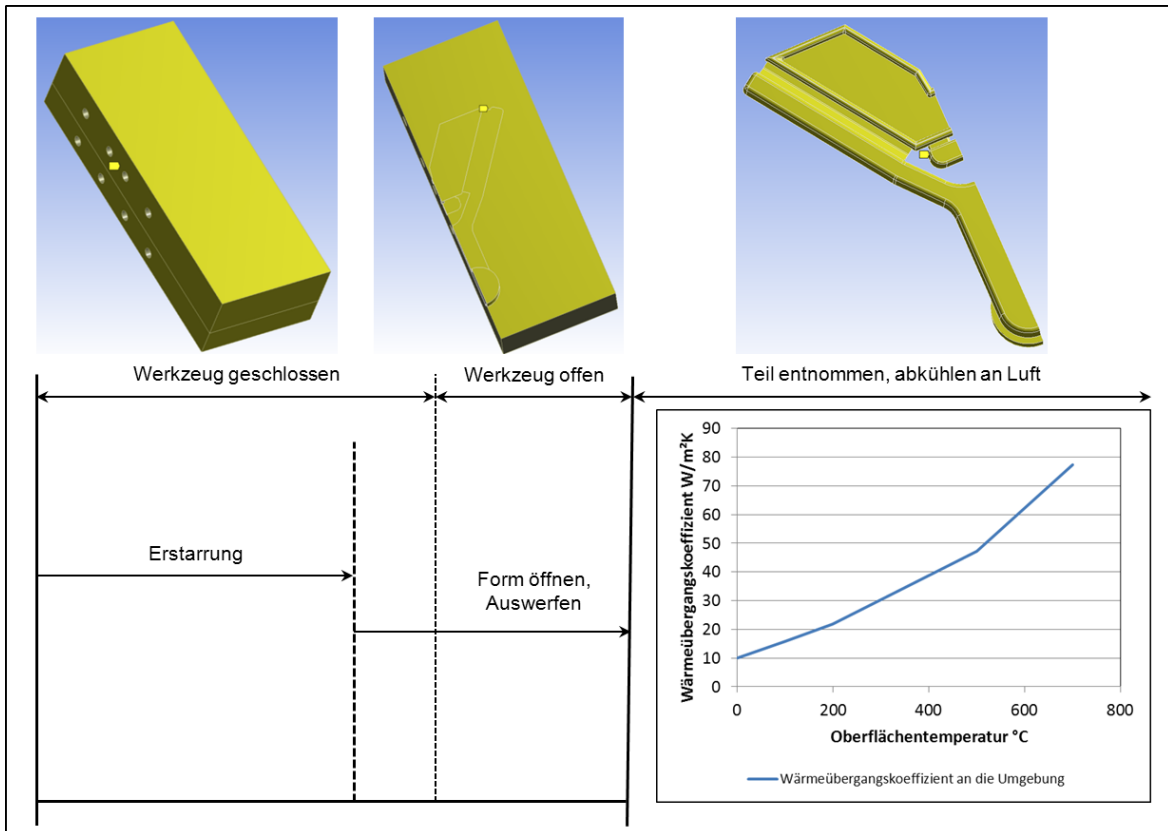 Werkzeug geschlossen
Werkzeug offen
Teil entnommen, abkühlen an Luft
Erstarrung
Form öffnen,
Auswerfen
Wärmeübergangskoeffizient W/m²K
90
80
70
60
50
40
30
20
10
0
0
200
400
600
800
Oberflächentemperatur °C
Wärmeübergangskoeffizient an die Umgebung